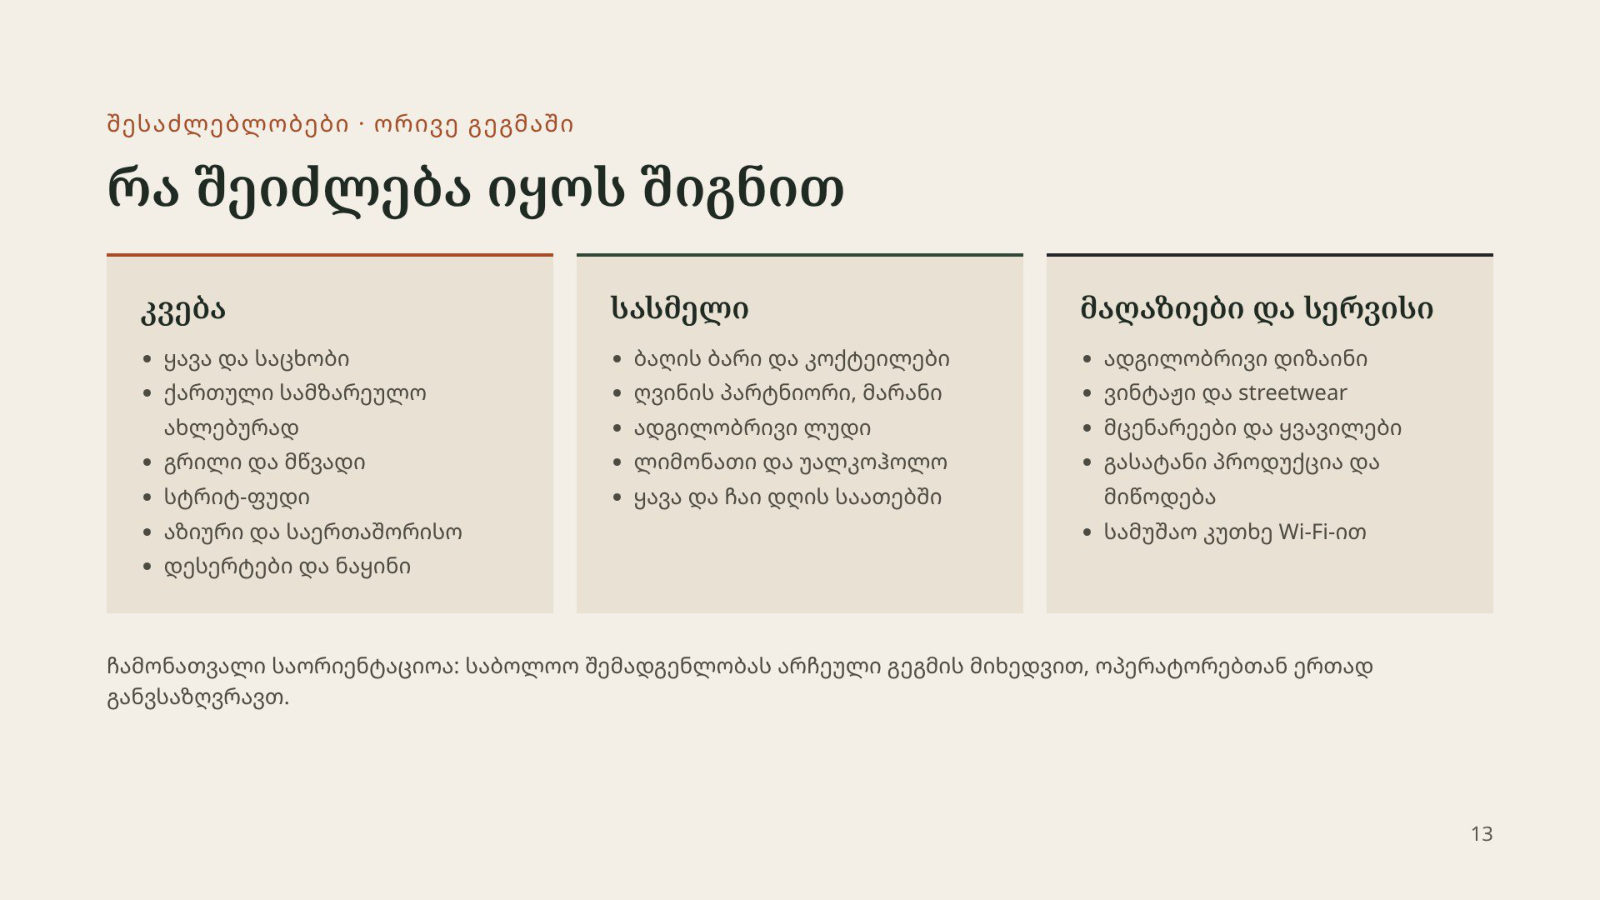 შესაძლებლობები · ორივე გეგმაში
რა შეიძლება იყოს შიგნით
კვება
• ყავა და საცხობი
• ქართული სამზარეულო
ახლებურად
• გრილი და მწვადი
• სტრიტ-ფუდი
• აზიური და საერთაშორისო
• დესერტები და ნაყინი
სასმელი
• ბაღის ბარი და კოქტეილები
• ღვინის პარტნიორი, მარანი
• ადგილობრივი ლუდი
• ლიმონათი და უალკოჰოლო
• ყავა და ჩაი დღის საათებში
მაღაზიები და სერვისი
• ადგილობრივი დიზაინი
• ვინტაჟი და streetwear
• მცენარეები და ყვავილები
• გასატანი პროდუქცია და
მიწოდება
• სამუშაო კუთხე Wi-Fi-ით
ჩამონათვალი საორიენტაციოა: საბოლოო შემადგენლობას არჩეული გეგმის მიხედვით, ოპერატორებთან ერთად
განვსაზღვრავთ.
13